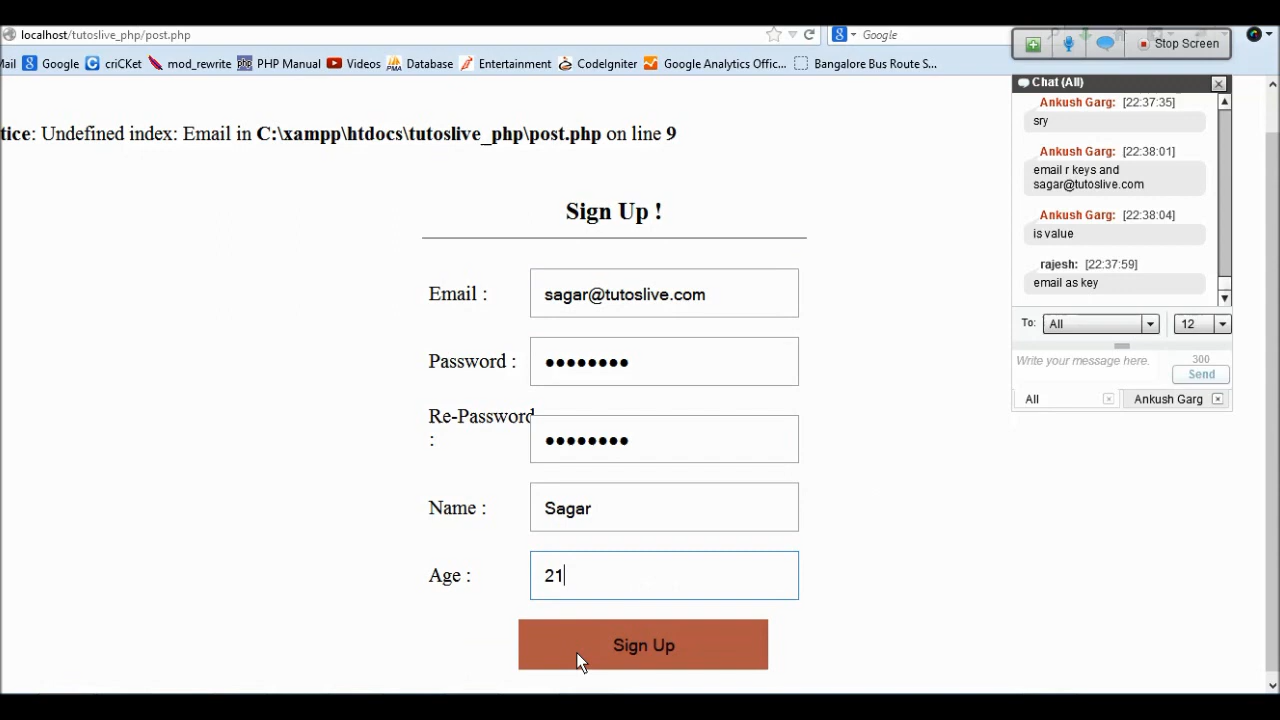 localhost/tutoslive_php/post.php
Google
Stop Screen
Mail Google criCKet mod_rewrite PHP Manual Videos Database Entertainment CodeIgniter Google Analytics Offic... Bangalore Bus Route S...
Chat (All)
Ankush Garg: [22:37:35]
sry
Ankush Garg: [22:38:01]
email r keys and
sagar@tutoslive.com
Ankush Garg: [22:38:04]
is value
rajesh: [22:37:59]
email as key
To: All 12
Write your message here. 300
Send
All Ankush Garg
tice: Undefined index: Email in C:\xampp\htdocs\tutoslive_php\post.php on line 9
Sign Up !
Email : sagar@tutoslive.com
Password : ●●●●●●●●
Re-Password
: ●●●●●●●●
Name : Sagar
Age : 21
Sign Up